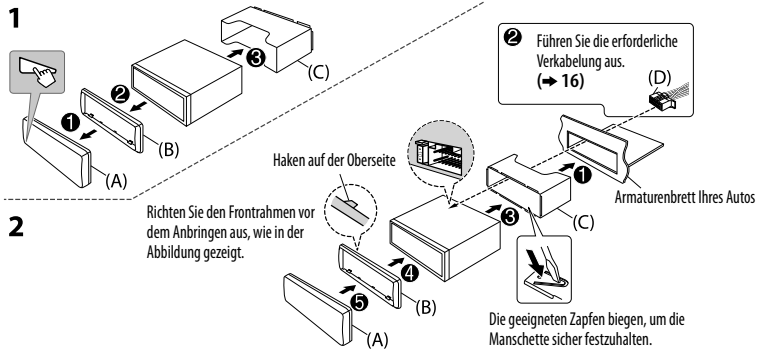 1
❶
❷
❸
(A)
(B)
(C)
2
❷ Führen Sie die erforderliche
Verkabelung aus.
(➜ 16)
(D)
Haken auf der Oberseite
Richten Sie den Frontrahmen vor
dem Anbringen aus, wie in der
Abbildung gezeigt.
❶
Armaturenbrett Ihres Autos
(C)
❸
❹
(B)
❺
(A)
Die geeigneten Zapfen biegen, um die
Manschette sicher festzuhalten.